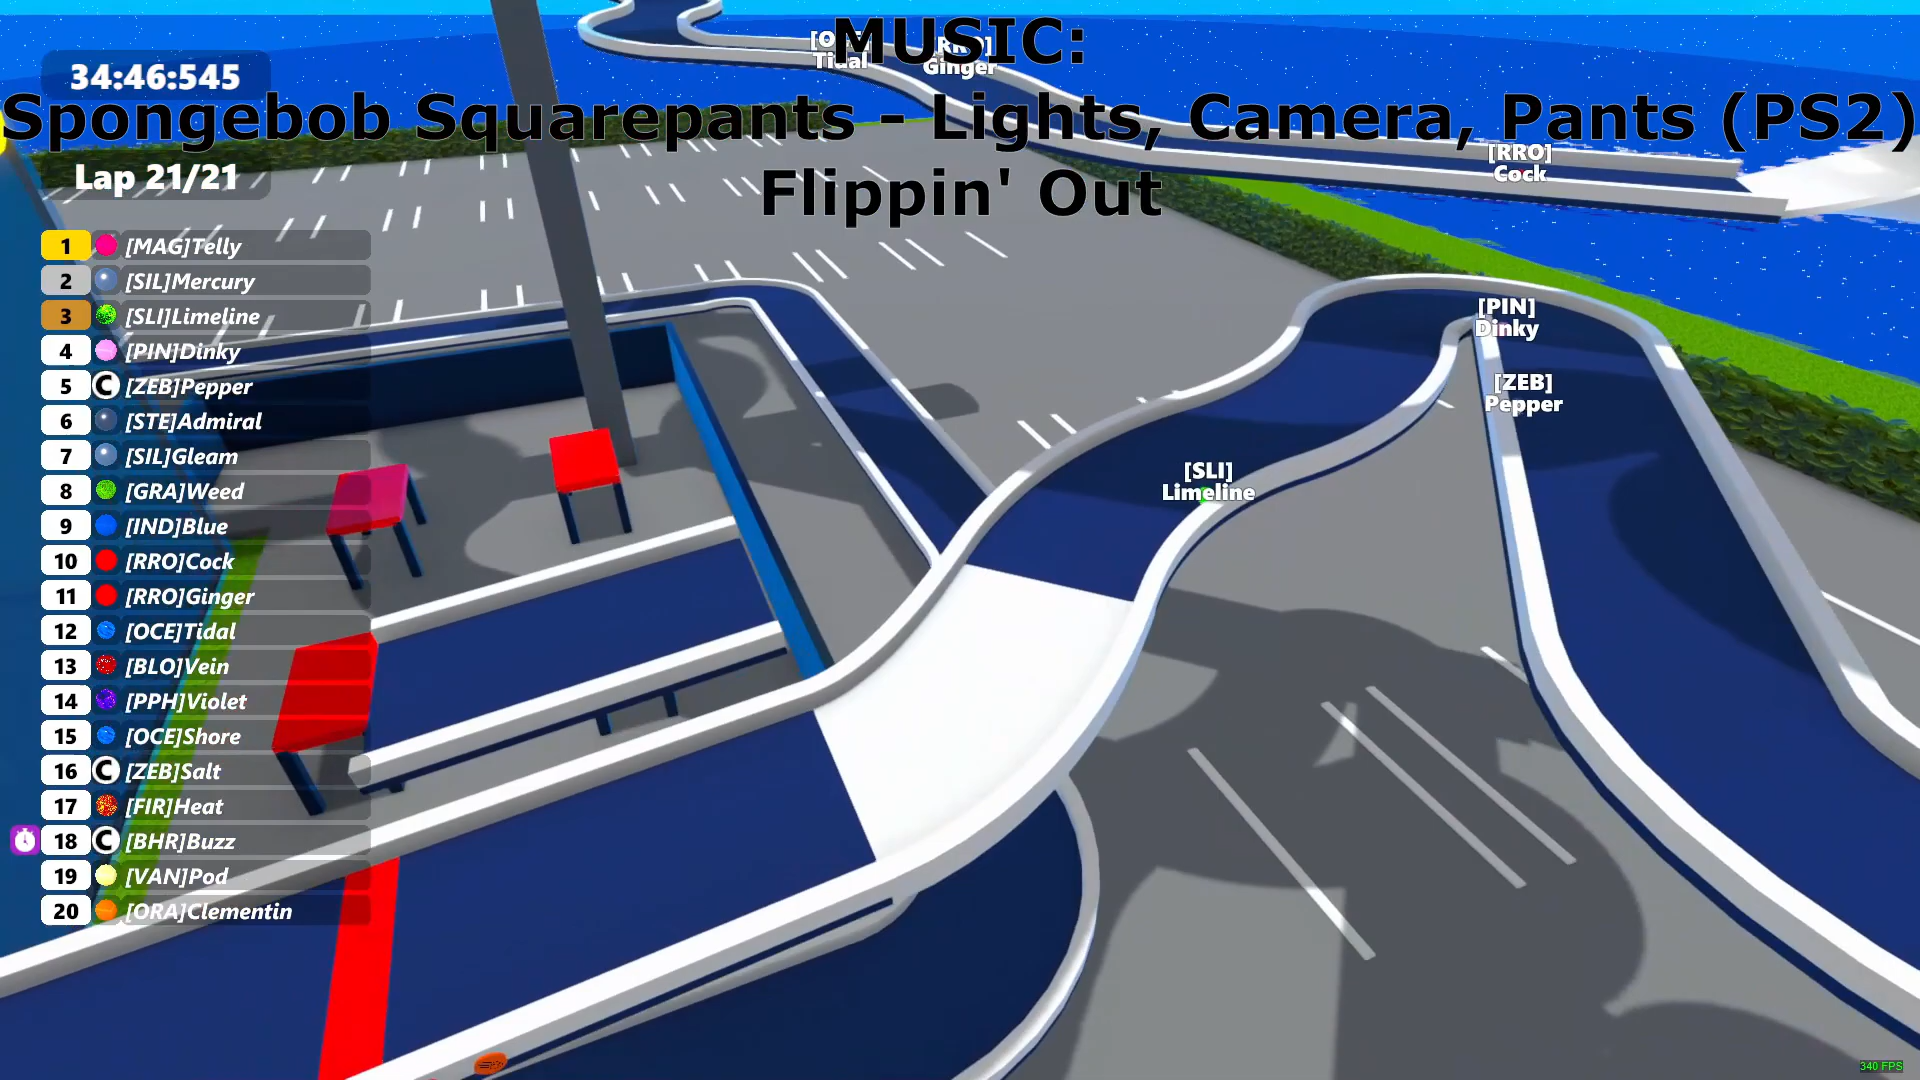 MUSIC:
Spongebob Squarepants - Lights, Camera, Pants (PS2)
Flippin' Out
34:46:545
Lap 21/21
1 [MAG]Telly
2 [SIL]Mercury
3 [SLI]Limeline
4 [PIN]Dinky
5 C [ZEB]Pepper
6 [STE]Admiral
7 [SIL]Gleam
8 [GRA]Weed
9 [IND]Blue
10 [RRO]Cock
11 [RRO]Ginger
12 [OCE]Tidal
13 [BLO]Vein
14 [PPH]Violet
15 [OCE]Shore
16 C [ZEB]Salt
17 [FIR]Heat
18 C [BHR]Buzz
19 [VAN]Pod
20 [ORA]Clementin
Tidal
Ginger
[RRO]
Cock
[PIN]
Dinky
[ZEB]
Pepper
[SLI]
Limeline
340 FPS